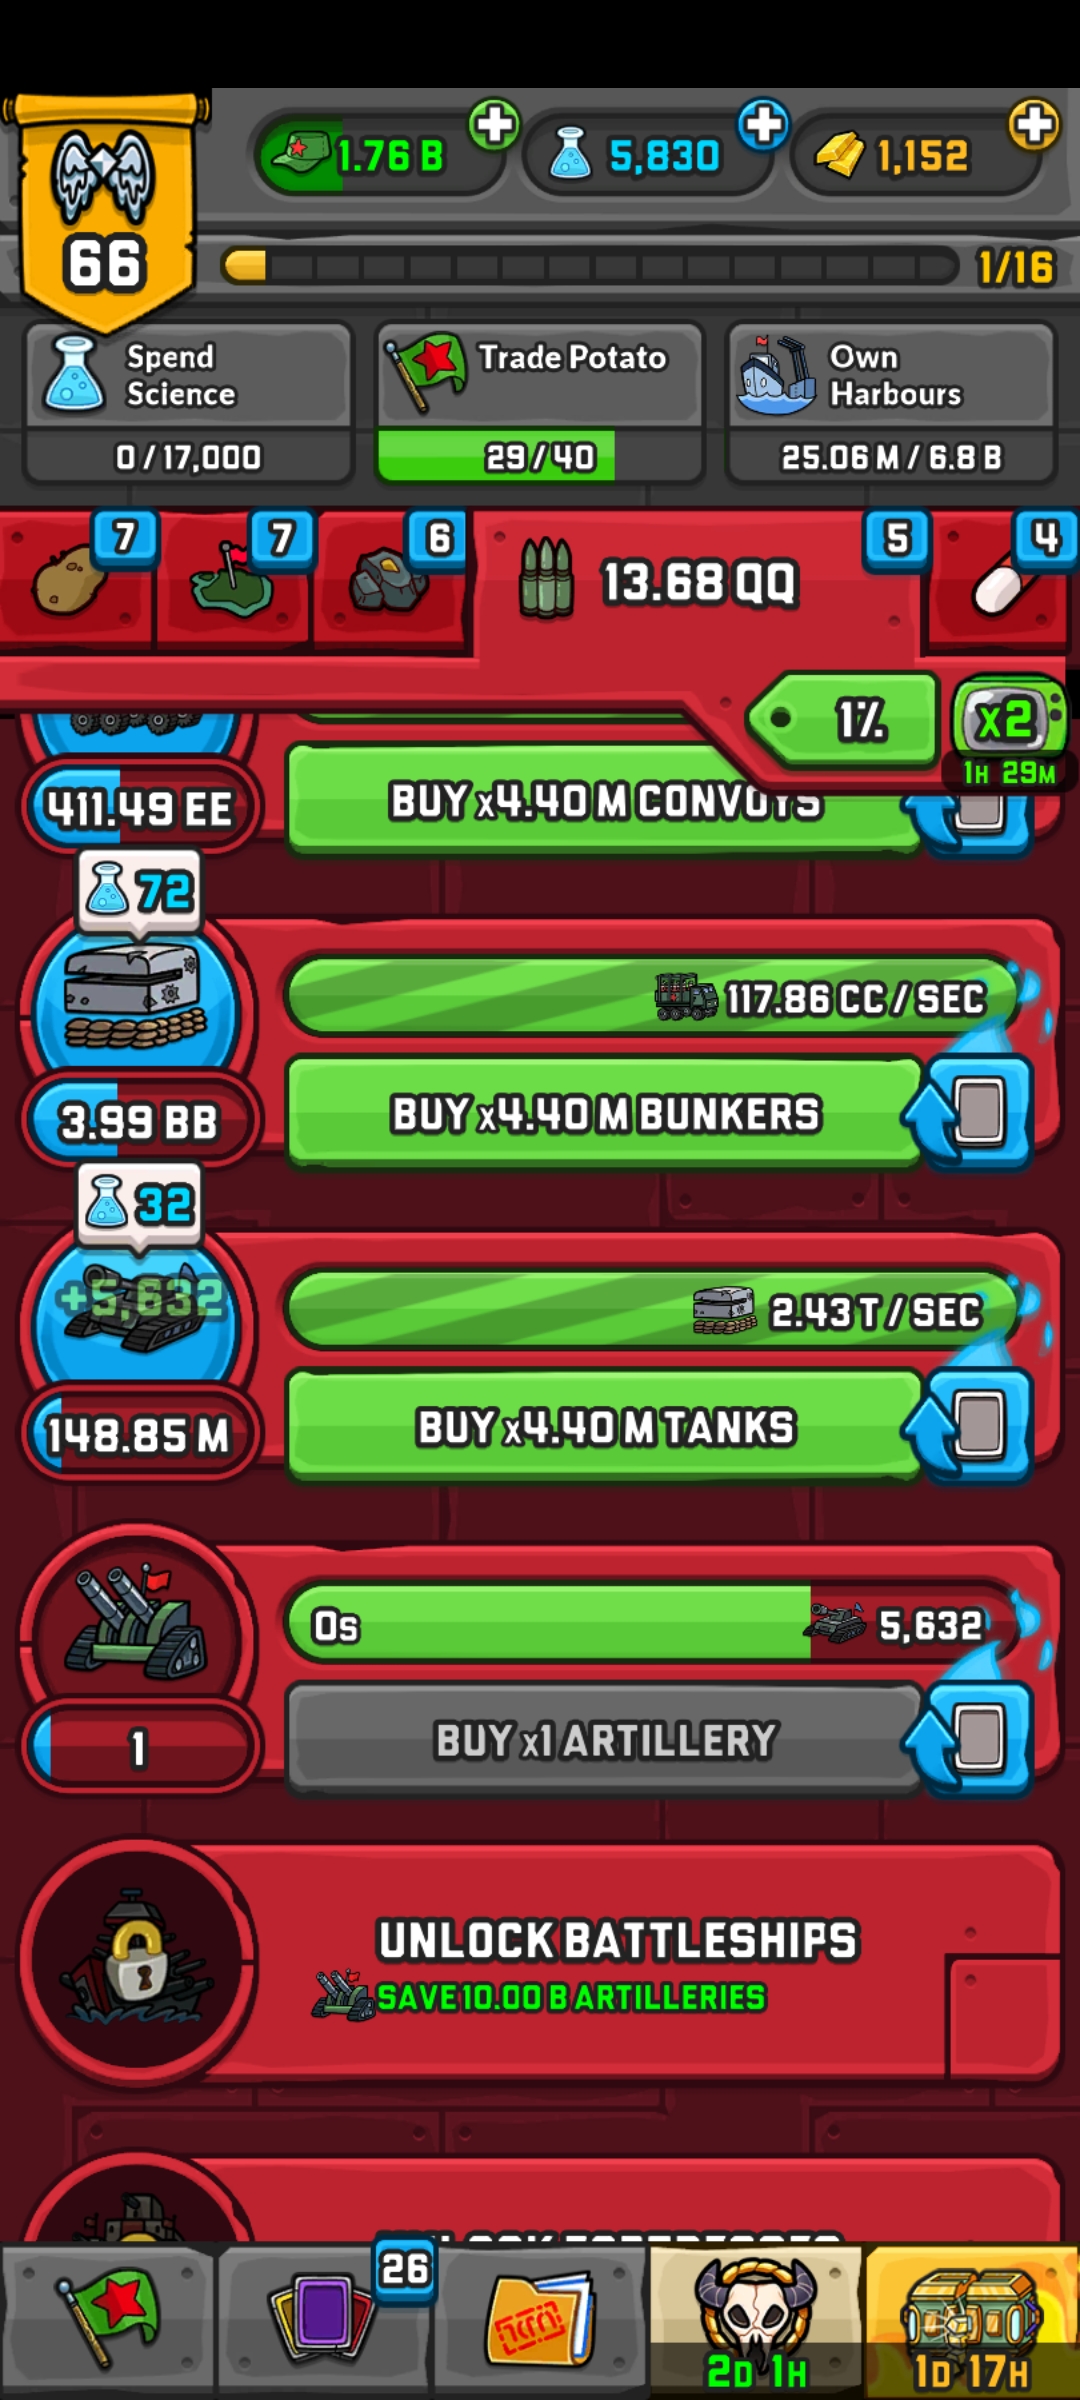 66
1.76 B
5,830
1,152
1/16
Spend
Science
0 / 17,000
Trade Potato
29 / 40
Own
Harbours
25.06 M / 6.8 B
7
7
6
13.68 QQ
5
4
1%
x2
1H 29M
411.49 EE
BUY x4.40 M CONVOYS
72
117.86 CC / SEC
3.99 BB
BUY x4.40 M BUNKERS
32
+5,632
2.43 T / SEC
148.85 M
BUY x4.40 M TANKS
0s
5,632
1
BUY x1 ARTILLERY
UNLOCK BATTLESHIPS
SAVE 10.00 B ARTILLERIES
26
2D 1H
1D 17H